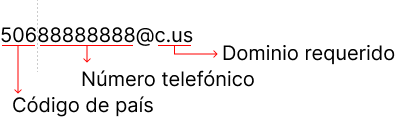 50688888888@c.us
Dominio requerido
Número telefónico
Código de país